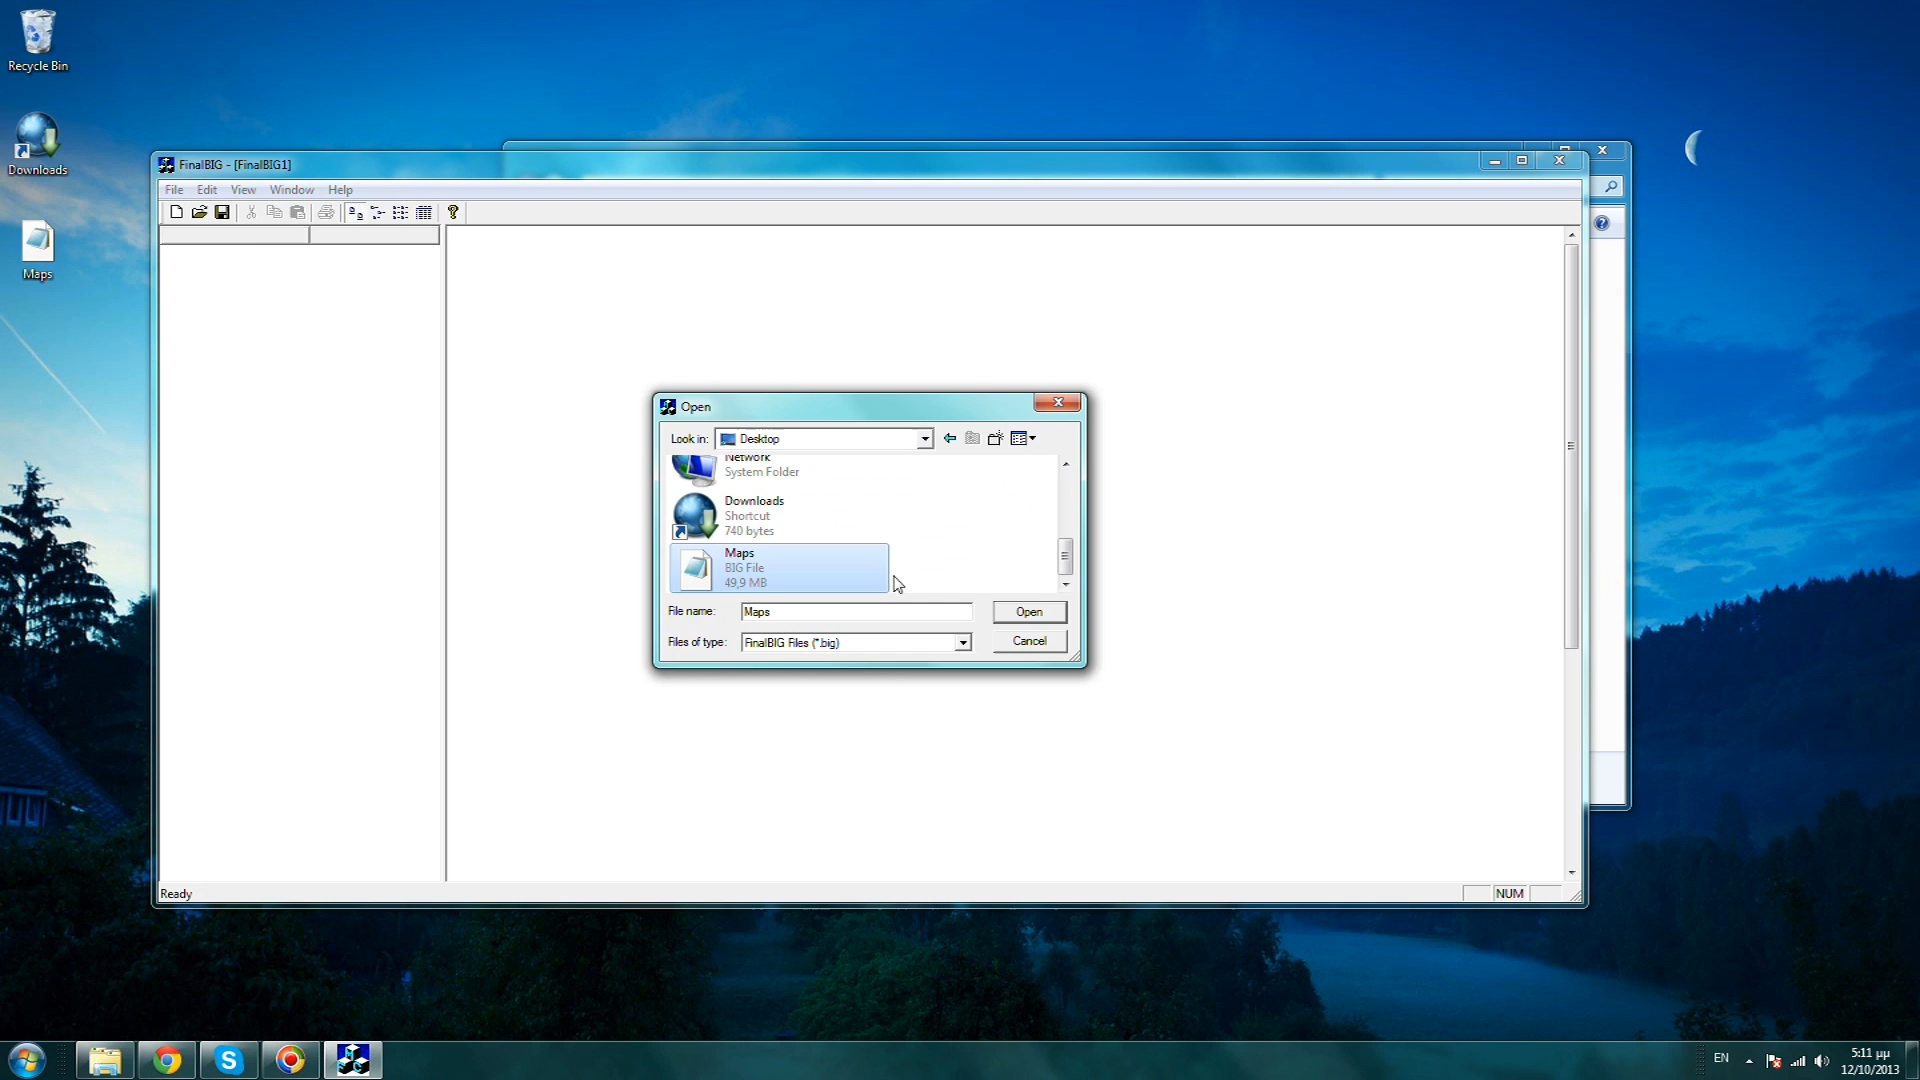 Recycle Bin
Downloads
Maps
FinalBIG - [FinalBIG1]
File Edit View Window Help
Open
Look in: Desktop
Network
System Folder
Downloads
Shortcut
740 bytes
Maps
BIG File
49,9 MB
File name: Maps Open
Files of type: FinalBIG Files (*.big) Cancel
Ready NUM
EN 5:11 μμ
12/10/2013